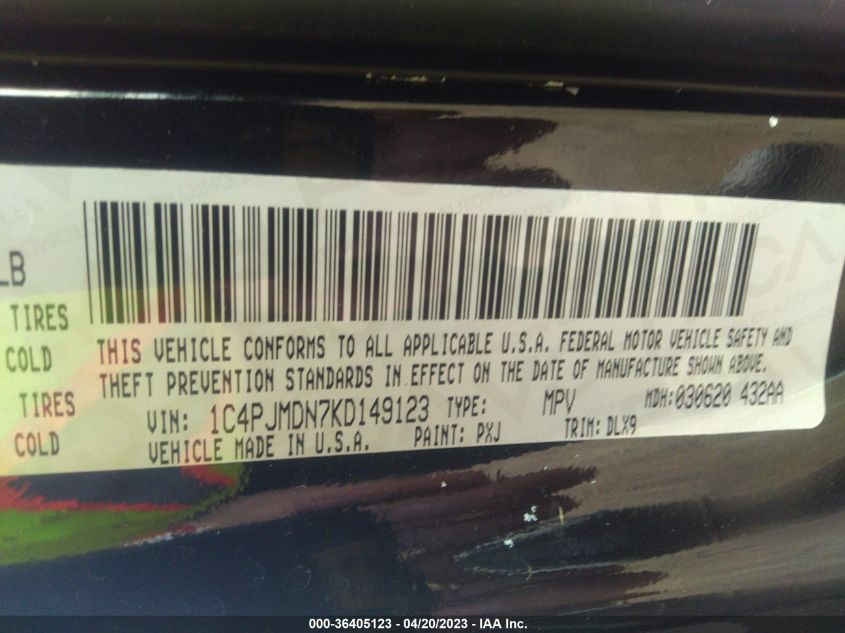 LB
TIRES
COLD
TIRES
COLD
THIS VEHICLE CONFORMS TO ALL APPLICABLE U.S.A. FEDERAL MOTOR VEHICLE SAFETY AND
THEFT PREVENTION STANDARDS IN EFFECT ON THE DATE OF MANUFACTURE SHOWN ABOVE.
VIN: 1C4PJMDN7KD149123 TYPE: MPV MDH:030620 432AA
VEHICLE MADE IN U.S.A. PAINT: PXJ TRIM: DLX9
000-36405123 - 04/20/2023 - IAA Inc.